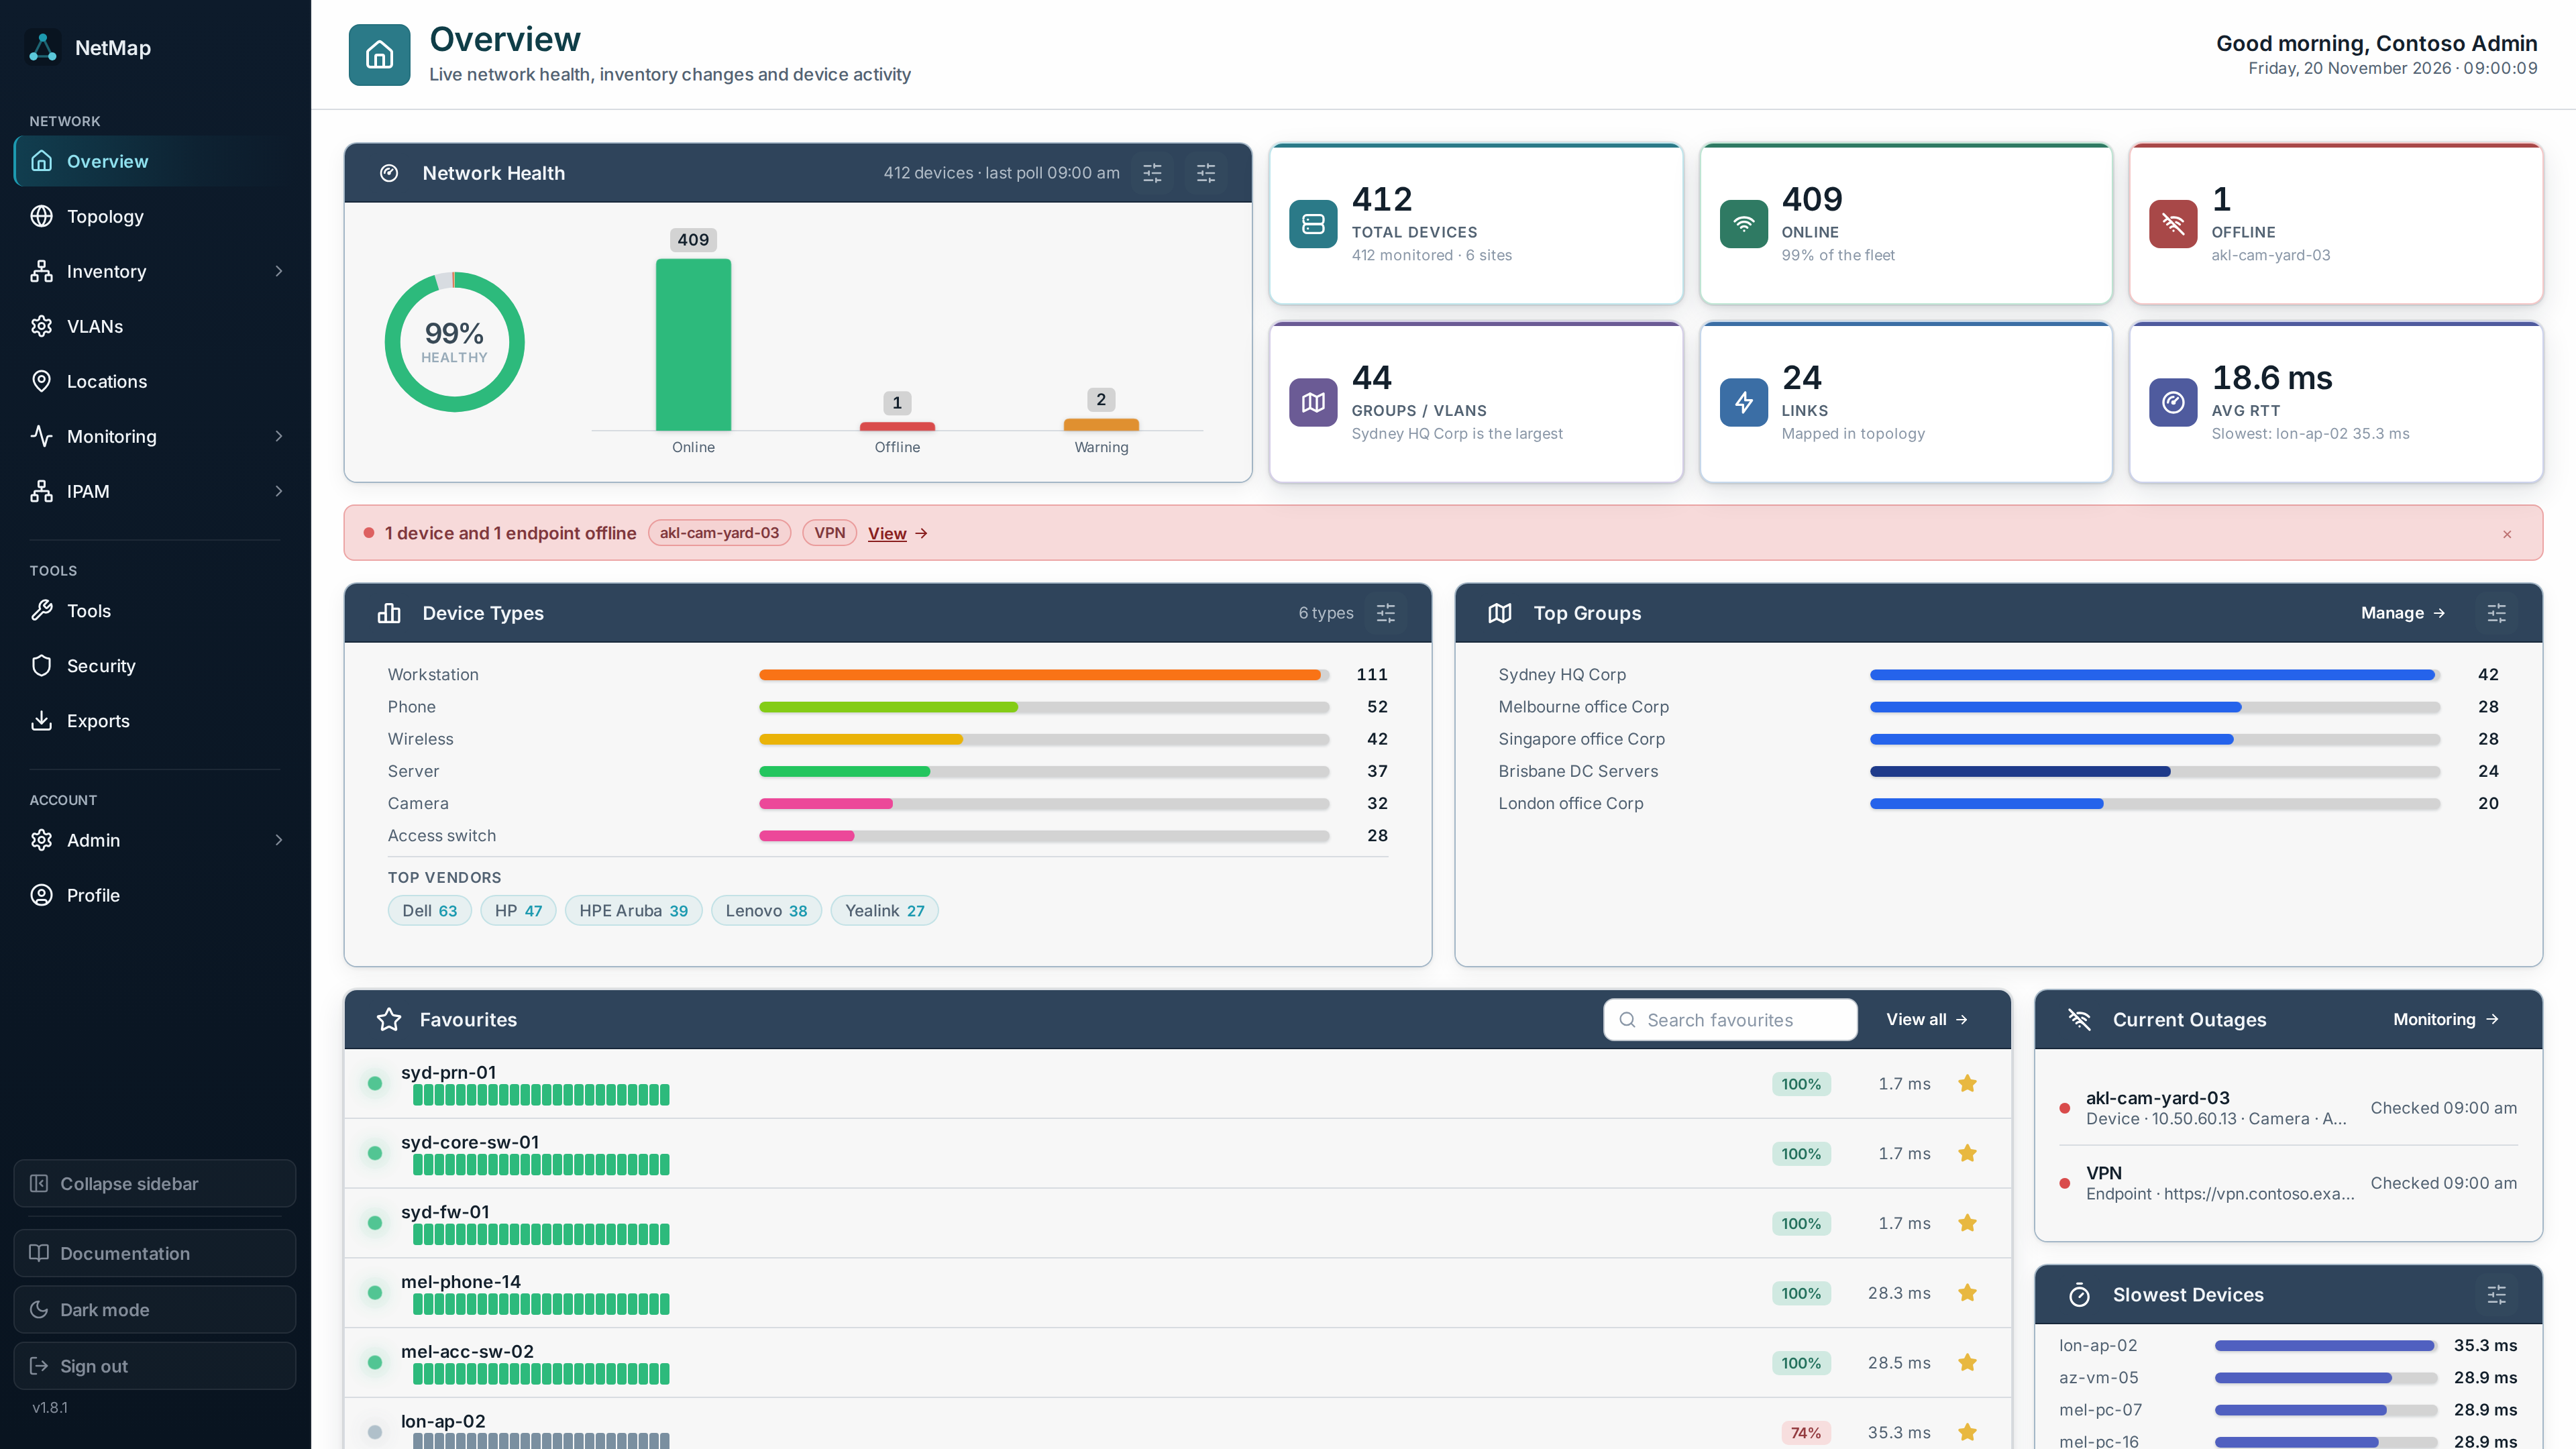 NetMap
NETWORK
Overview
Topology
Inventory
VLANs
Locations
Monitoring
IPAM
TOOLS
Tools
Security
Exports
ACCOUNT
Admin
Profile
Collapse sidebar
Documentation
Dark mode
Sign out
v1.8.1
Overview
Live network health, inventory changes and device activity
Good morning, Contoso Admin
Friday, 20 November 2026 · 09:00:09
Network Health
412 devices · last poll 09:00 am
99%
HEALTHY
409
1
2
Online
Offline
Warning
412
TOTAL DEVICES
412 monitored · 6 sites
409
ONLINE
99% of the fleet
1
OFFLINE
akl-cam-yard-03
44
GROUPS / VLANS
Sydney HQ Corp is the largest
24
LINKS
Mapped in topology
18.6 ms
AVG RTT
Slowest: lon-ap-02 35.3 ms
1 device and 1 endpoint offline akl-cam-yard-03 VPN View →
×
Device Types
6 types
Workstation 111
Phone 52
Wireless 42
Server 37
Camera 32
Access switch 28
TOP VENDORS
Dell 63 HP 47 HPE Aruba 39 Lenovo 38 Yealink 27
Top Groups
Manage →
Sydney HQ Corp 42
Melbourne office Corp 28
Singapore office Corp 28
Brisbane DC Servers 24
London office Corp 20
Favourites
Search favourites
View all →
syd-prn-01
100% 1.7 ms
syd-core-sw-01
100% 1.7 ms
syd-fw-01
100% 1.7 ms
mel-phone-14
100% 28.3 ms
mel-acc-sw-02
100% 28.5 ms
lon-ap-02
74% 35.3 ms
Current Outages
Monitoring →
akl-cam-yard-03
Device · 10.50.60.13 · Camera · A...
Checked 09:00 am
VPN
Endpoint · https://vpn.contoso.exa...
Checked 09:00 am
Slowest Devices
lon-ap-02 35.3 ms
az-vm-05 28.9 ms
mel-pc-07 28.9 ms
mel-pc-16 28.9 ms